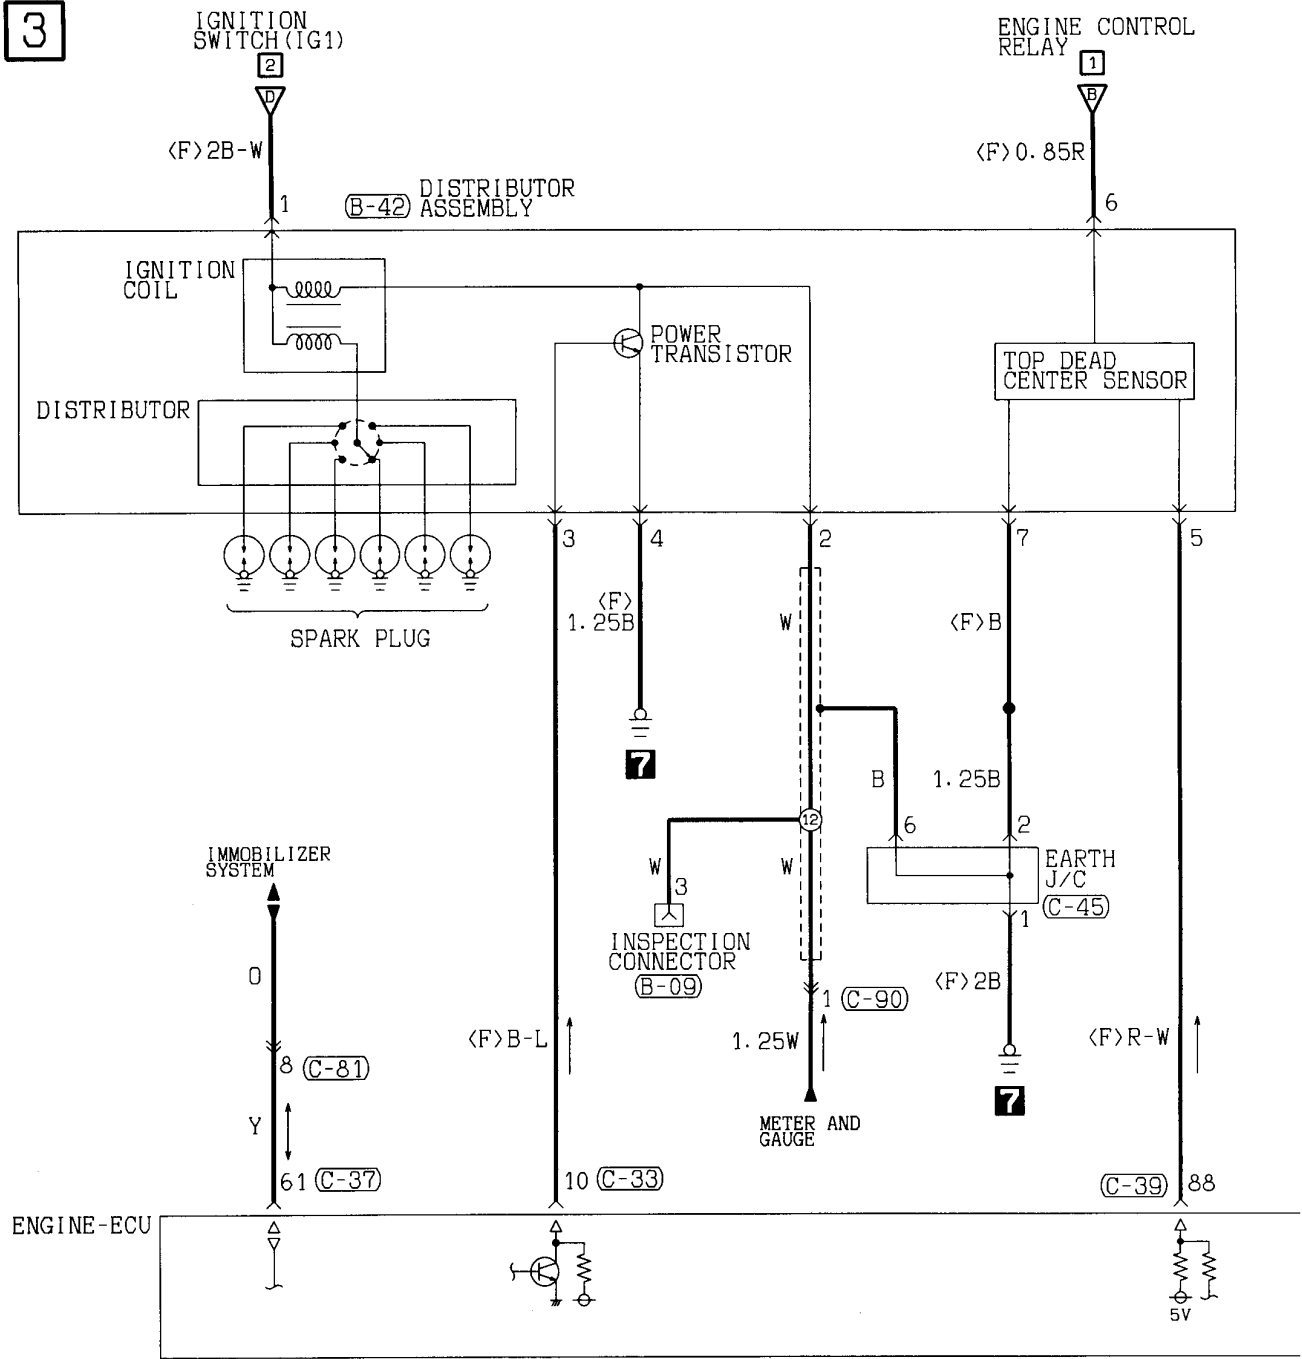 3
IGNITION
SWITCH(IG1)
2
D
ENGINE CONTROL
RELAY
1
B
<F>2B-W
<F>0.85R
1
B-42
DISTRIBUTOR
ASSEMBLY
6
IGNITION
COIL
POWER
TRANSISTOR
TOP DEAD
CENTER SENSOR
DISTRIBUTOR
3
4
2
7
5
<F>
1.25B
W
<F>B
SPARK PLUG
7
B
1.25B
12
6
2
IMMOBILIZER
SYSTEM
W
3
W
EARTH
J/C
C-45
1
INSPECTION
CONNECTOR
B-09
O
<F>2B
1
C-90
<F>B-L
1.25W
<F>R-W
8
C-81
7
Y
METER AND
GAUGE
61
C-37
10
C-33
C-39
88
ENGINE-ECU
5V